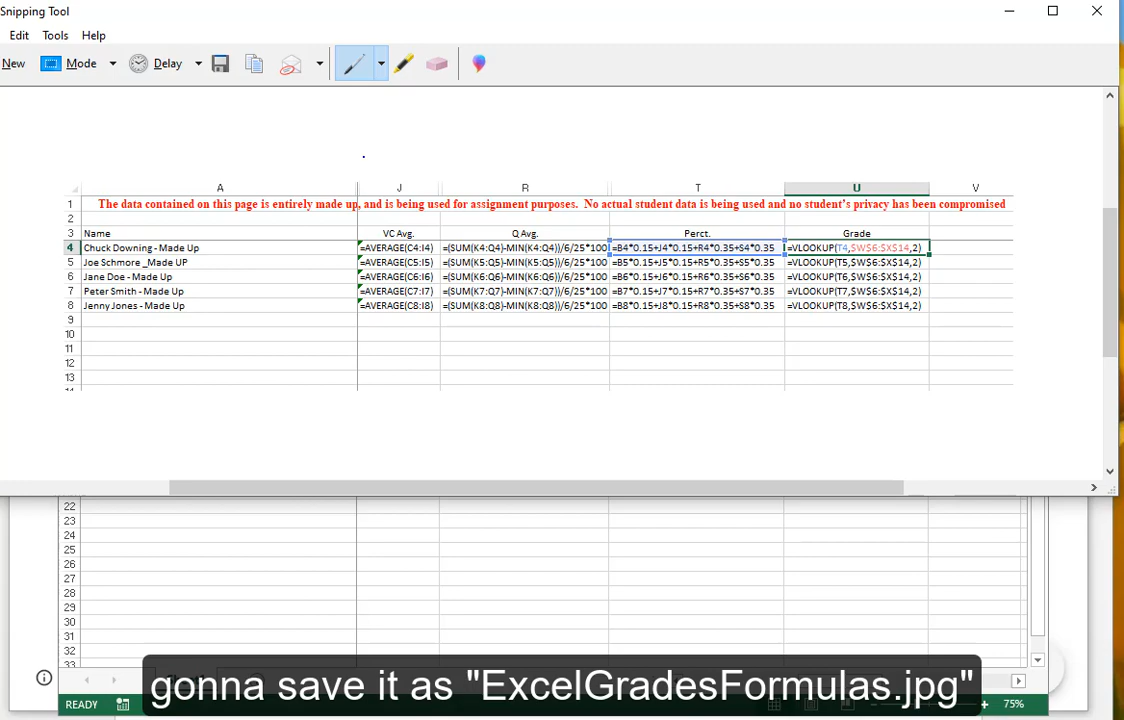 Snipping Tool
Edit Tools Help
New Mode Delay
A J R T U V
1 The data contained on this page is entirely made up, and is being used for assignment purposes. No actual student data is being used and no student's privacy has been compromised
2
3 Name VC Avg. Q Avg. Perct. Grade
4 Chuck Downing - Made Up =AVERAGE(C4:I4) =(SUM(K4:Q4)-MIN(K4:Q4))/6/25*100 =B4*0.15+J4*0.15+R4*0.35+S4*0.35 =VLOOKUP(T4,$W$6:$X$14,2)
5 Joe Schmore _Made UP =AVERAGE(C5:I5) =(SUM(K5:Q5)-MIN(K5:Q5))/6/25*100 =B5*0.15+J5*0.15+R5*0.35+S5*0.35 =VLOOKUP(T5,$W$6:$X$14,2)
6 Jane Doe - Made Up =AVERAGE(C6:I6) =(SUM(K6:Q6)-MIN(K6:Q6))/6/25*100 =B6*0.15+J6*0.15+R6*0.35+S6*0.35 =VLOOKUP(T6,$W$6:$X$14,2)
7 Peter Smith - Made Up =AVERAGE(C7:I7) =(SUM(K7:Q7)-MIN(K7:Q7))/6/25*100 =B7*0.15+J7*0.15+R7*0.35+S7*0.35 =VLOOKUP(T7,$W$6:$X$14,2)
8 Jenny Jones - Made Up =AVERAGE(C8:I8) =(SUM(K8:Q8)-MIN(K8:Q8))/6/25*100 =B8*0.15+J8*0.15+R8*0.35+S8*0.35 =VLOOKUP(T8,$W$6:$X$14,2)
9
10
11
12
13
22
23
24
25
26
27
28
29
30
31
32
33
gonna save it as "ExcelGradesFormulas.jpg"
READY 75%